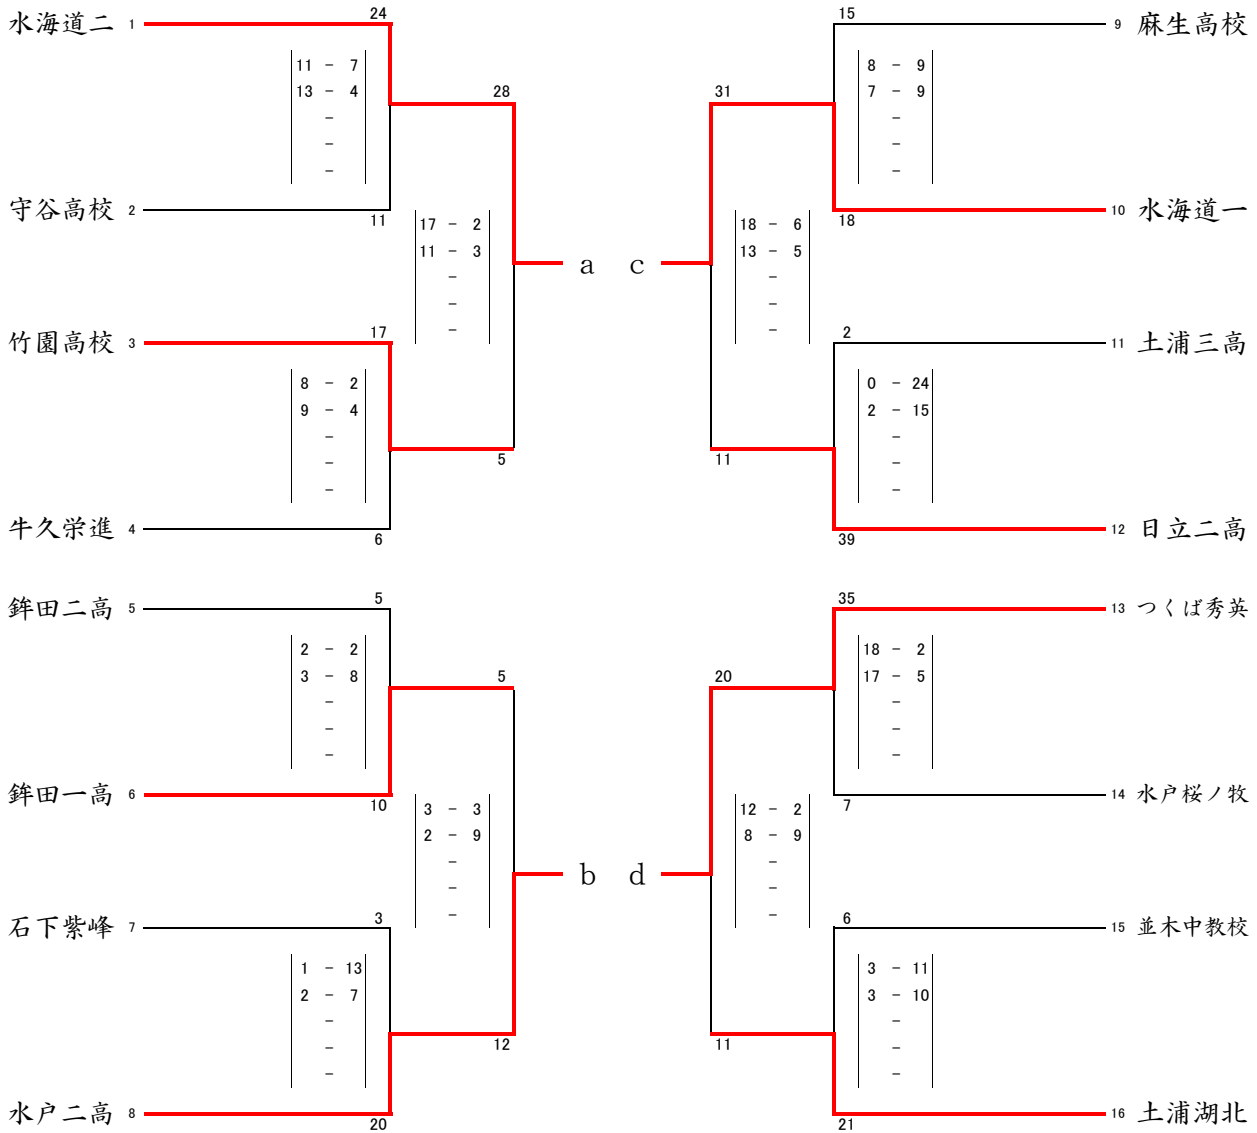 水海道二 1 24
11 - 7
13 - 4
-
-
-
守谷高校 2 11
28
17 - 2
11 - 3
-
-
-
a
竹園高校 3 17
8 - 2
9 - 4
-
-
-
5
牛久栄進 4 6
鉾田二高 5 5
2 - 2
3 - 8
-
-
-
5
鉾田一高 6 10
3 - 3
2 - 9
-
-
-
b
石下紫峰 7 3
1 - 13
2 - 7
-
-
-
12
水戸二高 8 20
15 9 麻生高校
8 - 9
7 - 9
-
-
-
31
18 10 水海道一
18 - 6
13 - 5
-
-
-
c
2 11 土浦三高
0 - 24
2 - 15
-
-
-
11
39 12 日立二高
35 13 つくば秀英
18 - 2
17 - 5
-
-
-
20
7 14 水戸桜ノ牧
12 - 2
8 - 9
-
-
-
d
6 15 並木中教校
3 - 11
3 - 10
-
-
-
11
21 16 土浦湖北